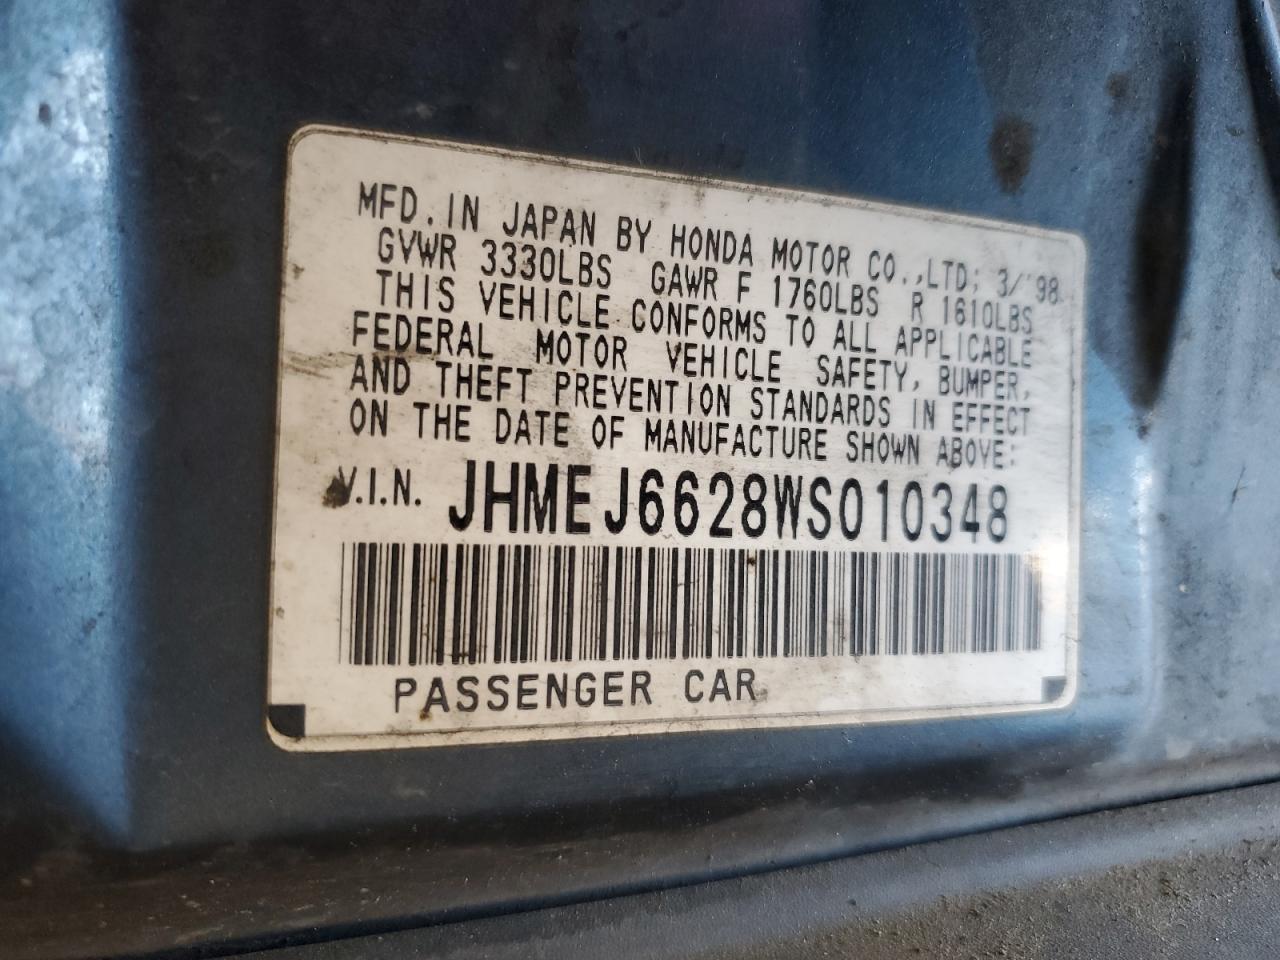 MFD. IN JAPAN BY HONDA MOTOR CO.,LTD; 3/'98
GVWR 3330LBS GAWR F 1760LBS R 1610LBS
THIS VEHICLE CONFORMS TO ALL APPLICABLE
FEDERAL MOTOR VEHICLE SAFETY, BUMPER,
AND THEFT PREVENTION STANDARDS IN EFFECT
ON THE DATE OF MANUFACTURE SHOWN ABOVE:
V.I.N. JHMEJ6628WS010348
PASSENGER CAR